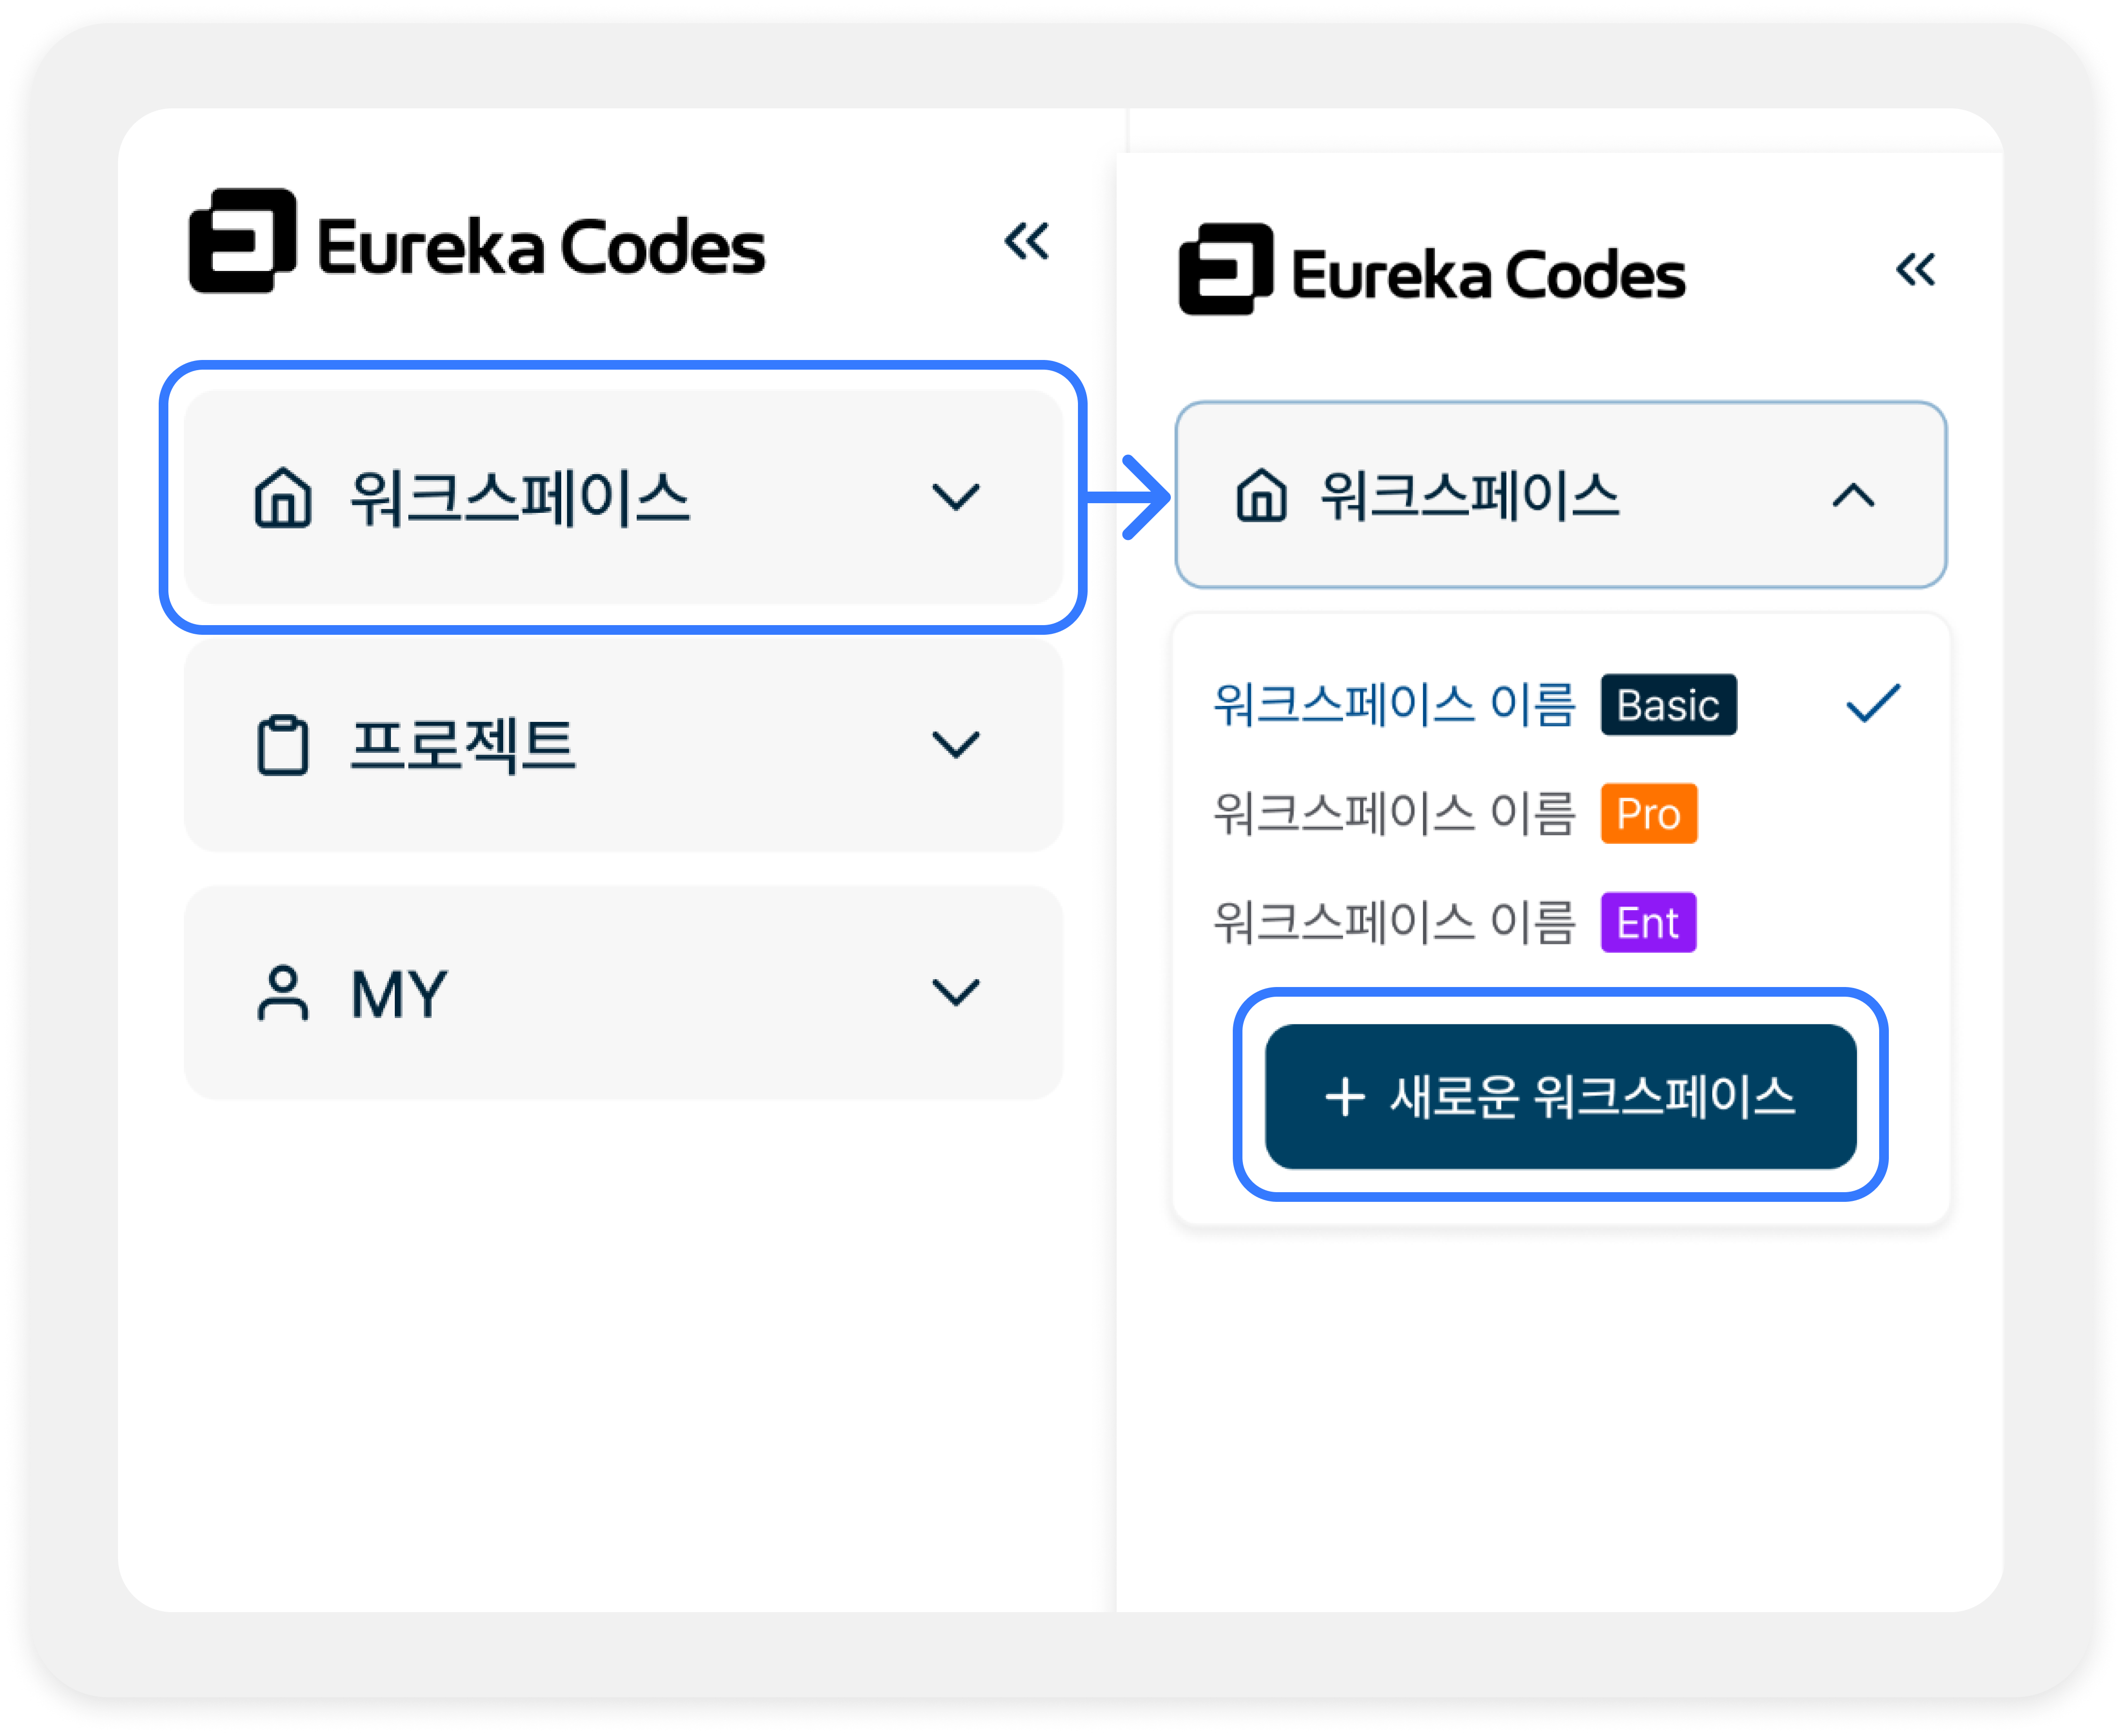 Eureka Codes
워크스페이스
프로젝트
MY
Eureka Codes
워크스페이스
워크스페이스 이름 Basic
워크스페이스 이름 Pro
워크스페이스 이름 Ent
+ 새로운 워크스페이스